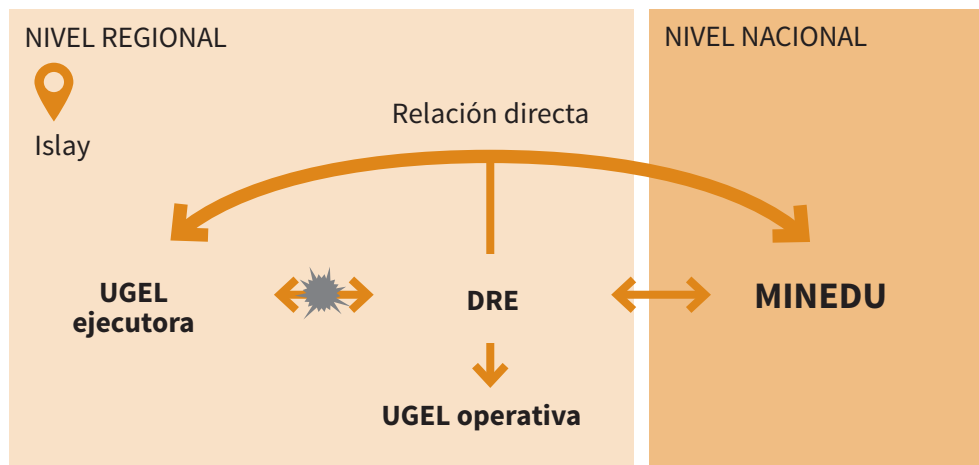 NIVEL REGIONAL
NIVEL NACIONAL
Islay
Relación directa
UGEL
ejecutora
DRE
MINEDU
UGEL operativa